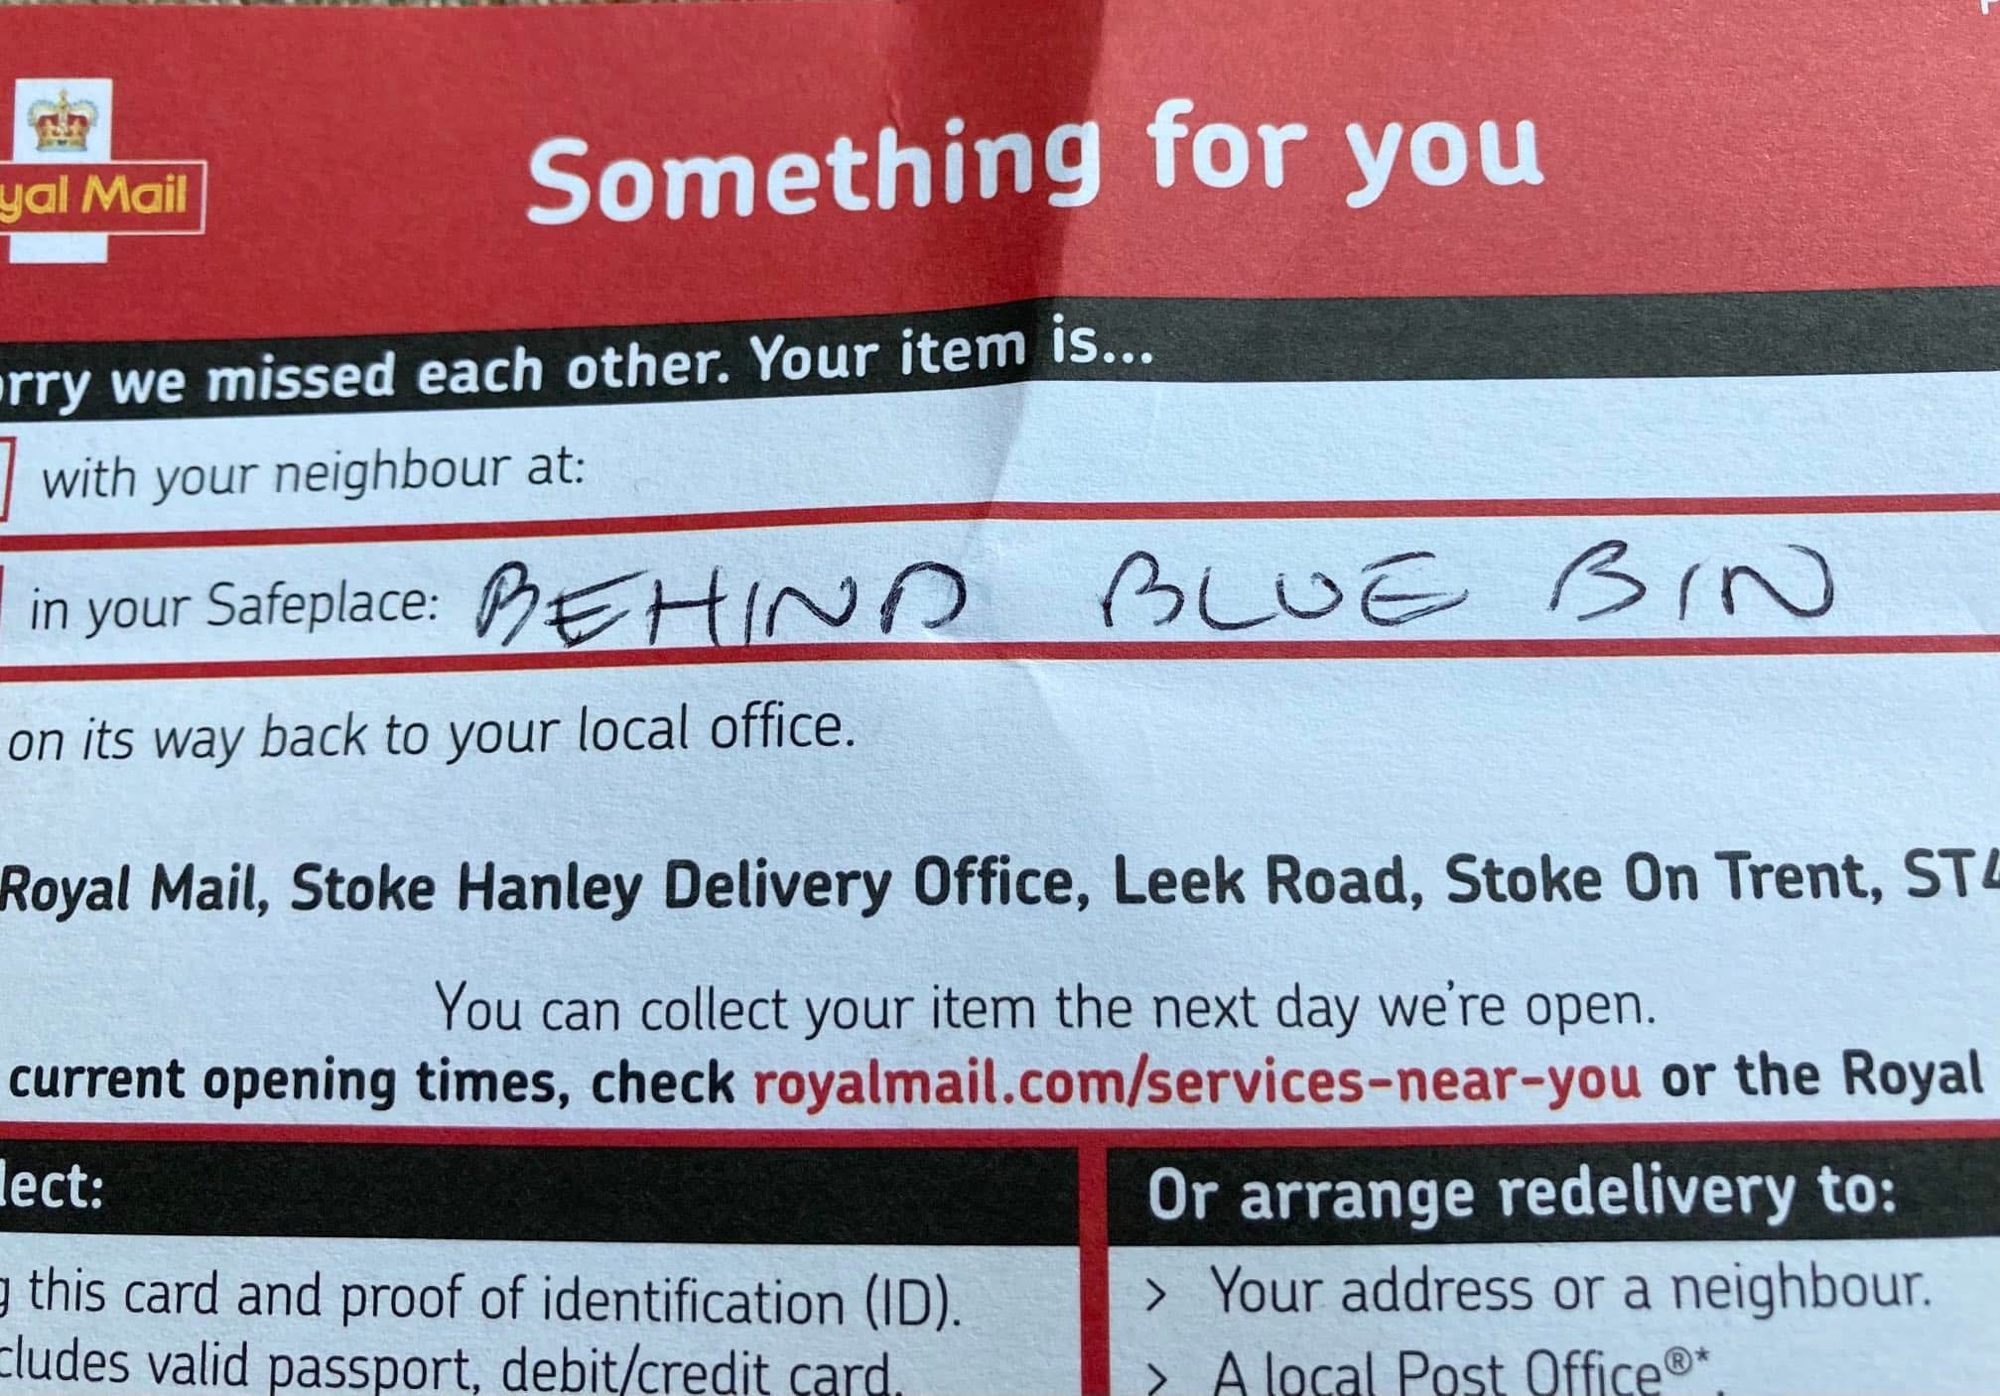 yal Mail
Something for you
orry we missed each other. Your item is...
with your neighbour at:
in your Safeplace: BEHIND BLUE BIN
on its way back to your local office.
Royal Mail, Stoke Hanley Delivery Office, Leek Road, Stoke On Trent, ST4
You can collect your item the next day we're open.
current opening times, check royalmail.com/services-near-you or the Royal
lect:
Or arrange redelivery to:
g this card and proof of identification (ID).
cludes valid passport, debit/credit card.
> Your address or a neighbour.
> A local Post Office®*.